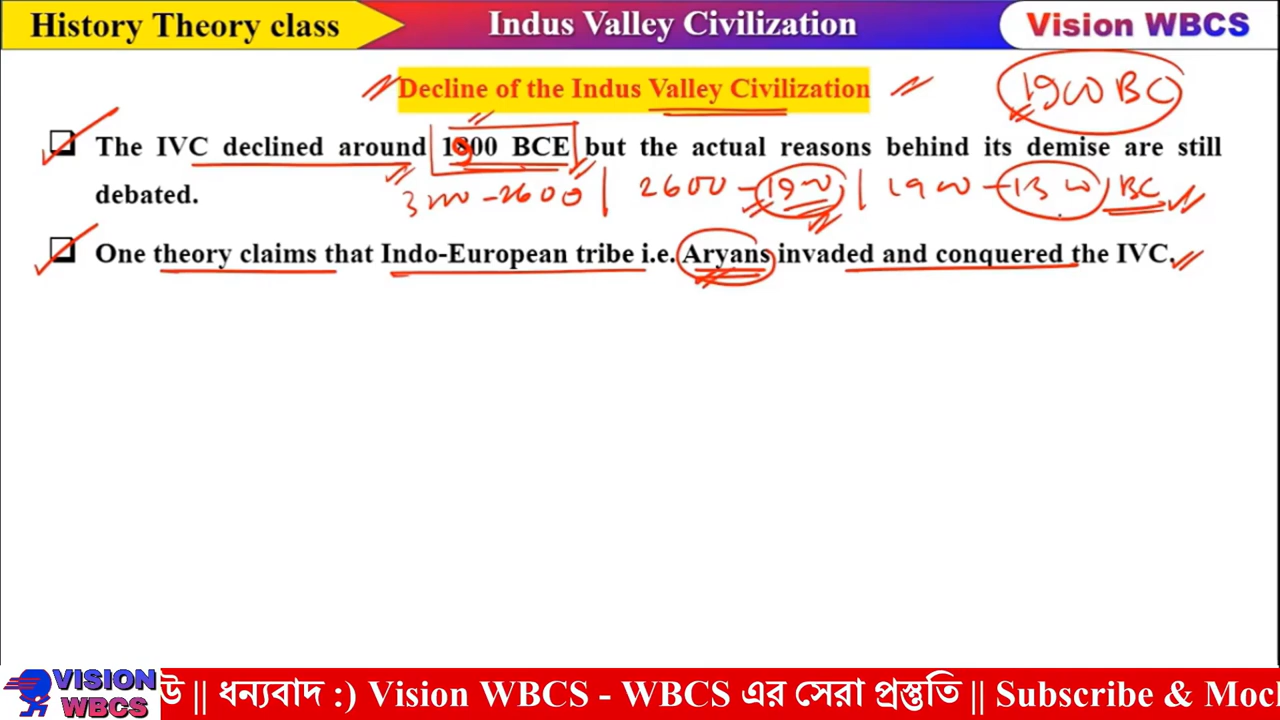 History Theory class
Indus Valley Civilization
Vision WBCS
Decline of the Indus Valley Civilization
1900 BC
❑ The IVC declined around 1900 BCE but the actual reasons behind its demise are still
debated.
2600 - 1900 | 1900 - 1300 BC
❑ One theory claims that Indo-European tribe i.e. Aryans invaded and conquered the IVC.
VISION
WBCS
|| ধন্যবাদ :) Vision WBCS - WBCS এর সেরা প্রস্তুতি || Subscribe & Moc